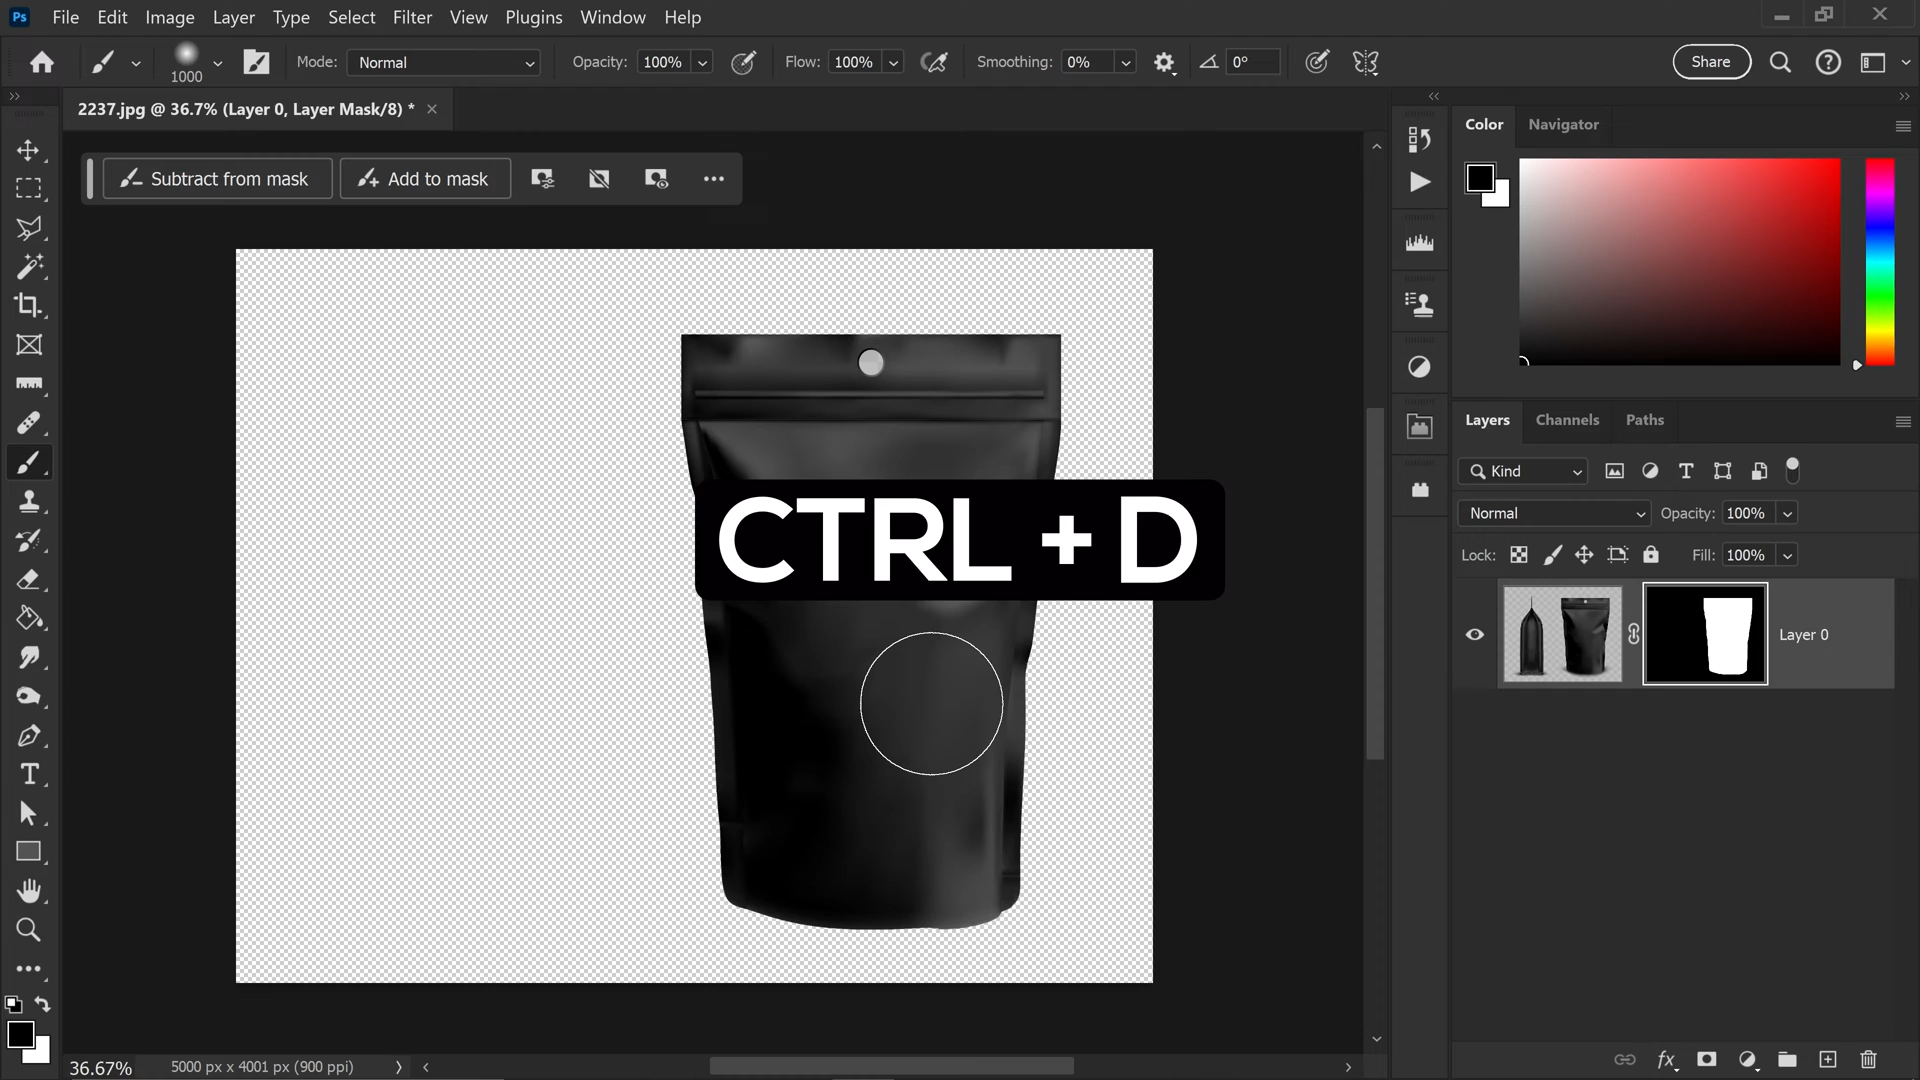 Ps File Edit Image Layer Type Select Filter View Plugins Window Help
1000 Mode: Normal Opacity: 100% Flow: 100% Smoothing: 0% 0° Share
2237.jpg @ 36.7% (Layer 0, Layer Mask/8) *
Color Navigator
Subtract from mask Add to mask
CTRL + D
Layers Channels Paths
Kind
Normal Opacity: 100%
Lock: Fill: 100%
Layer 0
36.67% 5000 px x 4001 px (900 ppi)
fx